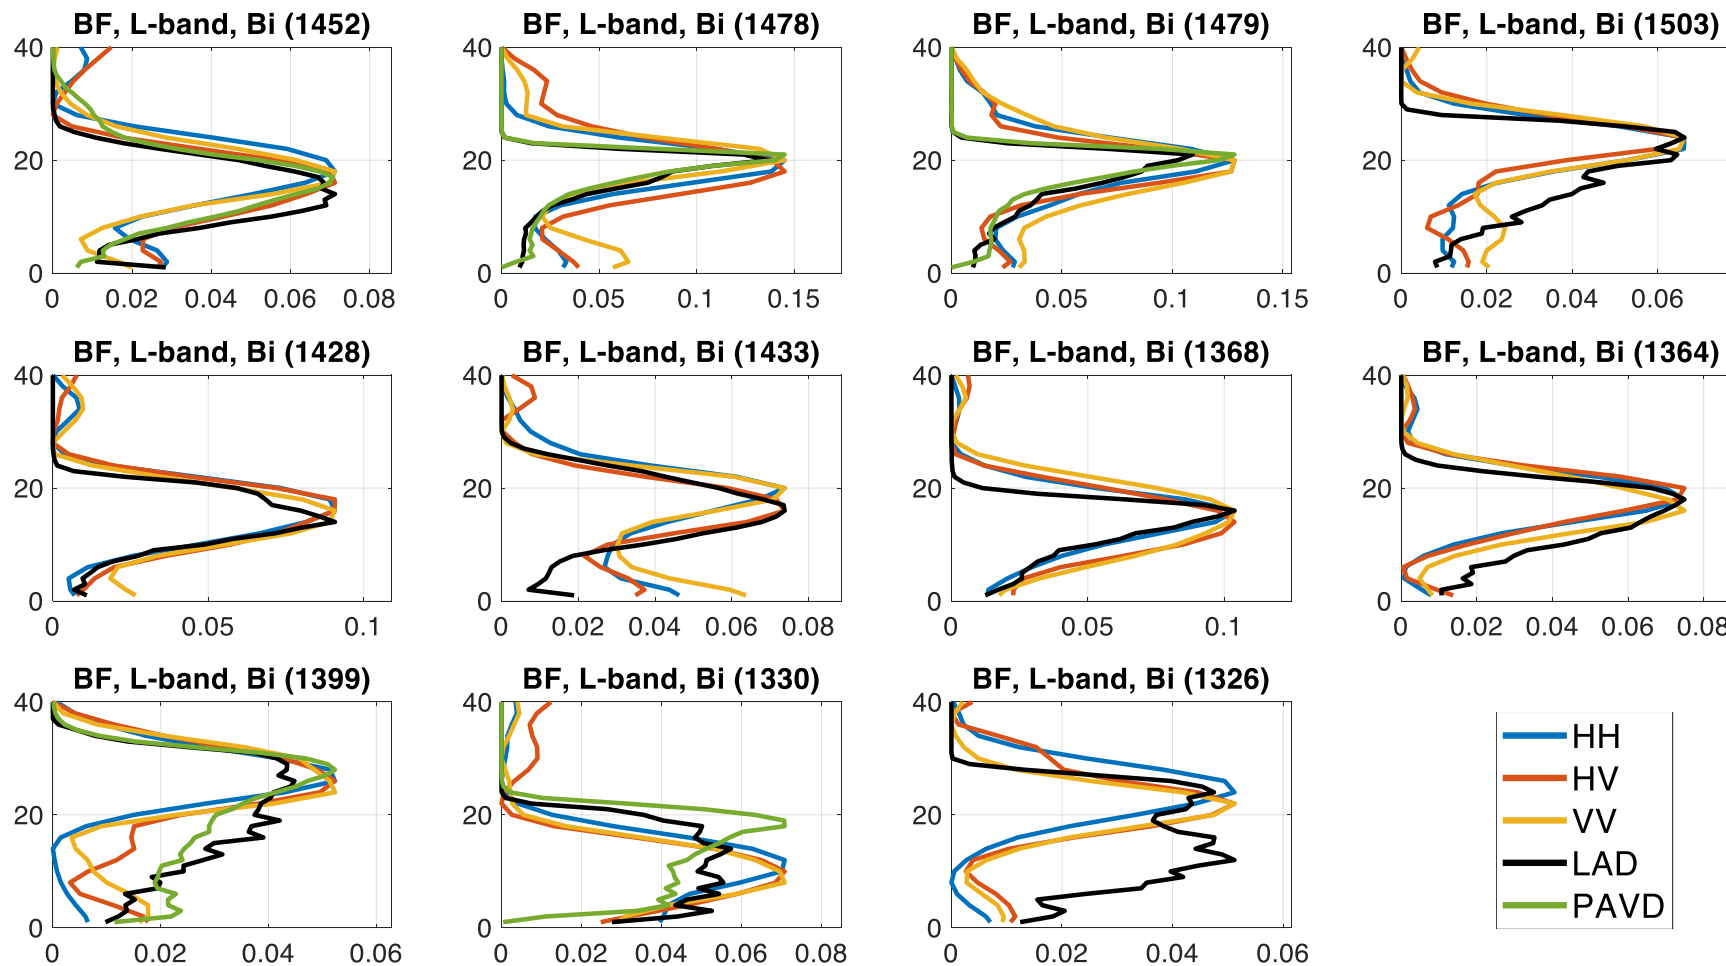 BF, L-band, Bi (1452)
40
20
0
0 0.02 0.04 0.06 0.08
BF, L-band, Bi (1478)
40
20
0
0 0.05 0.1 0.15
BF, L-band, Bi (1479)
40
20
0
0 0.05 0.1 0.15
BF, L-band, Bi (1503)
40
20
0
0 0.02 0.04 0.06
BF, L-band, Bi (1428)
40
20
0
0 0.05 0.1
BF, L-band, Bi (1433)
40
20
0
0 0.02 0.04 0.06 0.08
BF, L-band, Bi (1368)
40
20
0
0 0.05 0.1
BF, L-band, Bi (1364)
40
20
0
0 0.02 0.04 0.06 0.08
BF, L-band, Bi (1399)
40
20
0
0 0.02 0.04 0.06
BF, L-band, Bi (1330)
40
20
0
0 0.02 0.04 0.06 0.08
BF, L-band, Bi (1326)
40
20
0
0 0.02 0.04 0.06
HH
HV
VV
LAD
PAVD